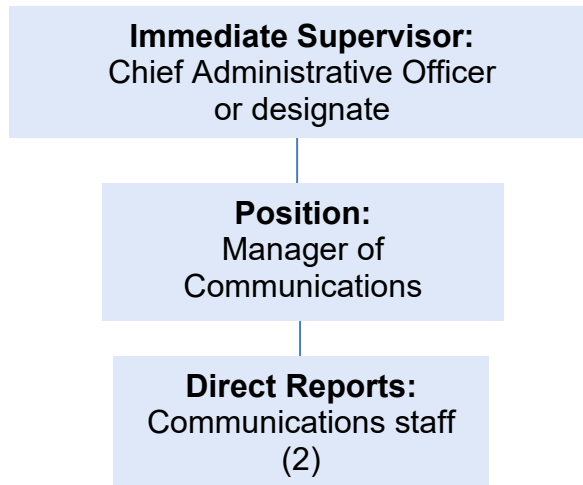 Immediate Supervisor:
Chief Administrative Officer
or designate
Position:
Manager of
Communications
Direct Reports:
Communications staff
(2)